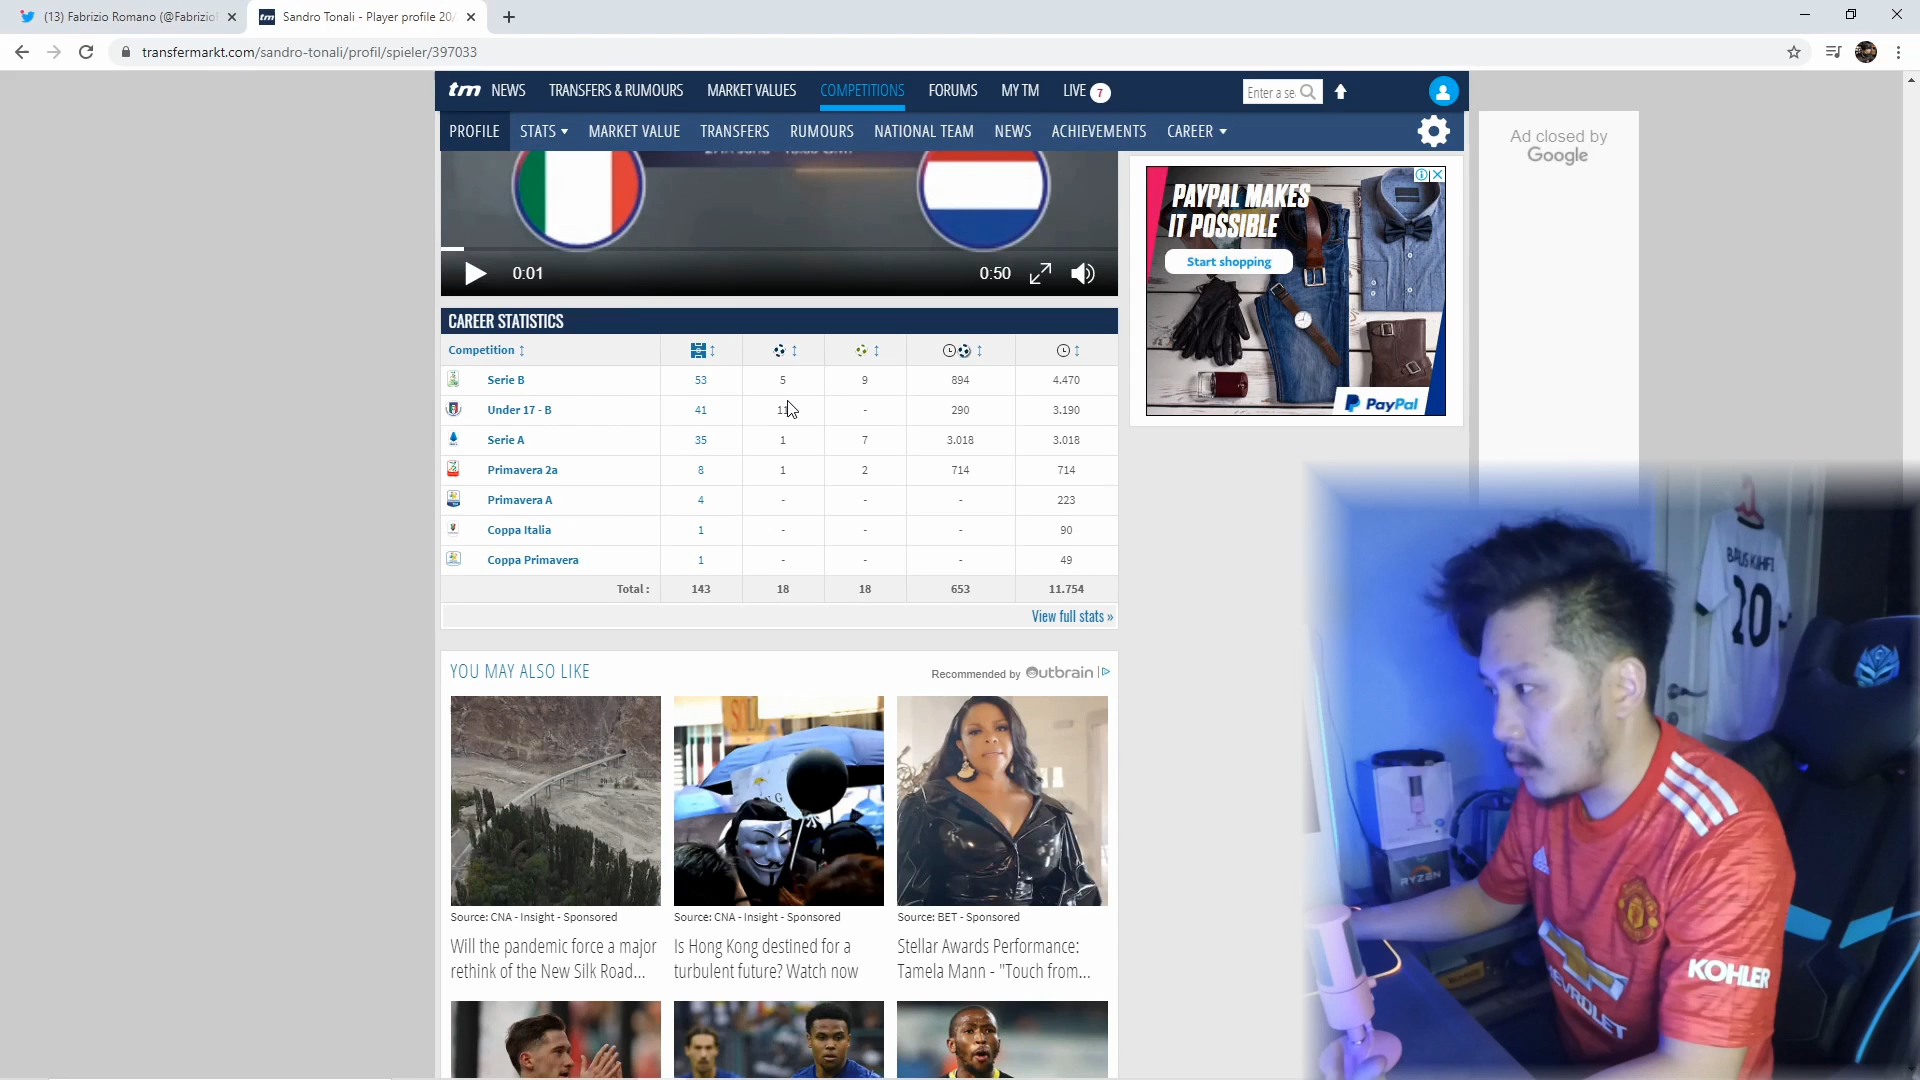 (13) Fabrizio Romano (@Fabrizio
Sandro Tonali - Player profile 20/
transfermarkt.com/sandro-tonali/profil/spieler/397033
tm NEWS TRANSFERS & RUMOURS MARKET VALUES COMPETITIONS FORUMS MY TM LIVE 7 Enter a se
PROFILE STATS MARKET VALUE TRANSFERS RUMOURS NATIONAL TEAM NEWS ACHIEVEMENTS CAREER
0:01 0:50
CAREER STATISTICS
Competition
Serie B 53 5 9 894 4.470
Under 17 - B 41 11 - 290 3.190
Serie A 35 1 7 3.018 3.018
Primavera 2a 8 1 2 714 714
Primavera A 4 - - - 223
Coppa Italia 1 - - - 90
Coppa Primavera 1 - - - 49
Total : 143 18 18 653 11.754
View full stats »
YOU MAY ALSO LIKE
Recommended by Outbrain
Source: CNA - Insight - Sponsored
Will the pandemic force a major
rethink of the New Silk Road...
Source: CNA - Insight - Sponsored
Is Hong Kong destined for a
turbulent future? Watch now
Source: BET - Sponsored
Stellar Awards Performance:
Tamela Mann - "Touch from...
PAYPAL MAKES
IT POSSIBLE
Start shopping
PayPal
Ad closed by
Google
20
RYZEN
CHEVROLET
KOHLER